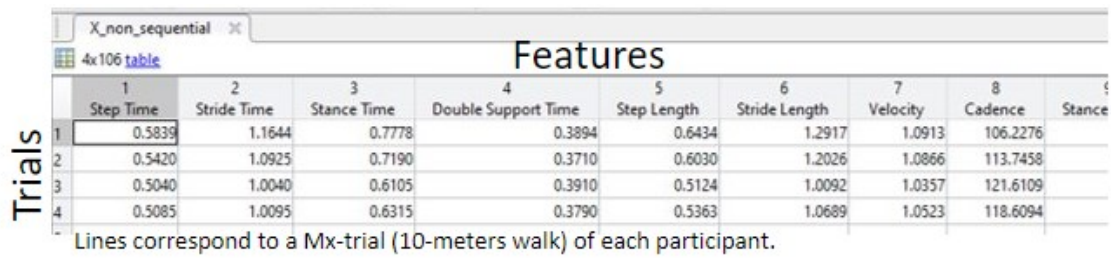 X_non_sequential
4x106 table
Features
1 2 3 4 5 6 7 8
Step Time Stride Time Stance Time Double Support Time Step Length Stride Length Velocity Cadence Stance
Trials
1 0.5839 1.1644 0.7778 0.3894 0.6434 1.2917 1.0913 106.2276
2 0.5420 1.0925 0.7190 0.3710 0.6030 1.2026 1.0866 113.7458
3 0.5040 1.0040 0.6105 0.3910 0.5124 1.0092 1.0357 121.6109
4 0.5085 1.0095 0.6315 0.3790 0.5363 1.0689 1.0523 118.6094
Lines correspond to a Mx-trial (10-meters walk) of each participant.